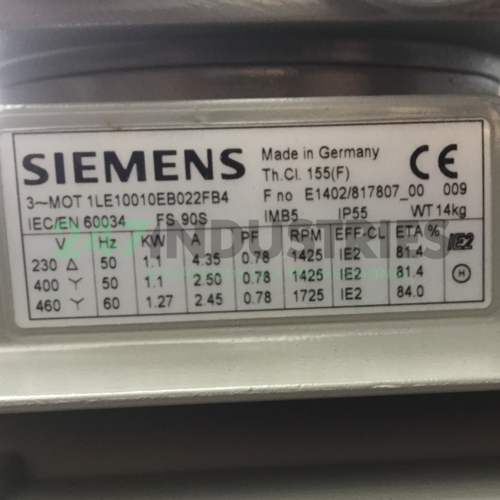 SIEMENS
Made in Germany
Th.Cl. 155(F)
CE
3~MOT 1LE10010EB022FB4
F no E1402/817807_00 009
IEC/EN 60034 FS 90S IMB5 IP55 WT 14kg
V Hz KW A PF RPM EFF-CL ETA % IE2
230 Δ 50 1.1 4.35 0.78 1425 IE2 81.4
400 Y 50 1.1 2.50 0.78 1425 IE2 81.4 H
460 Y 60 1.27 2.45 0.78 1725 IE2 84.0
247INDUSTRIES